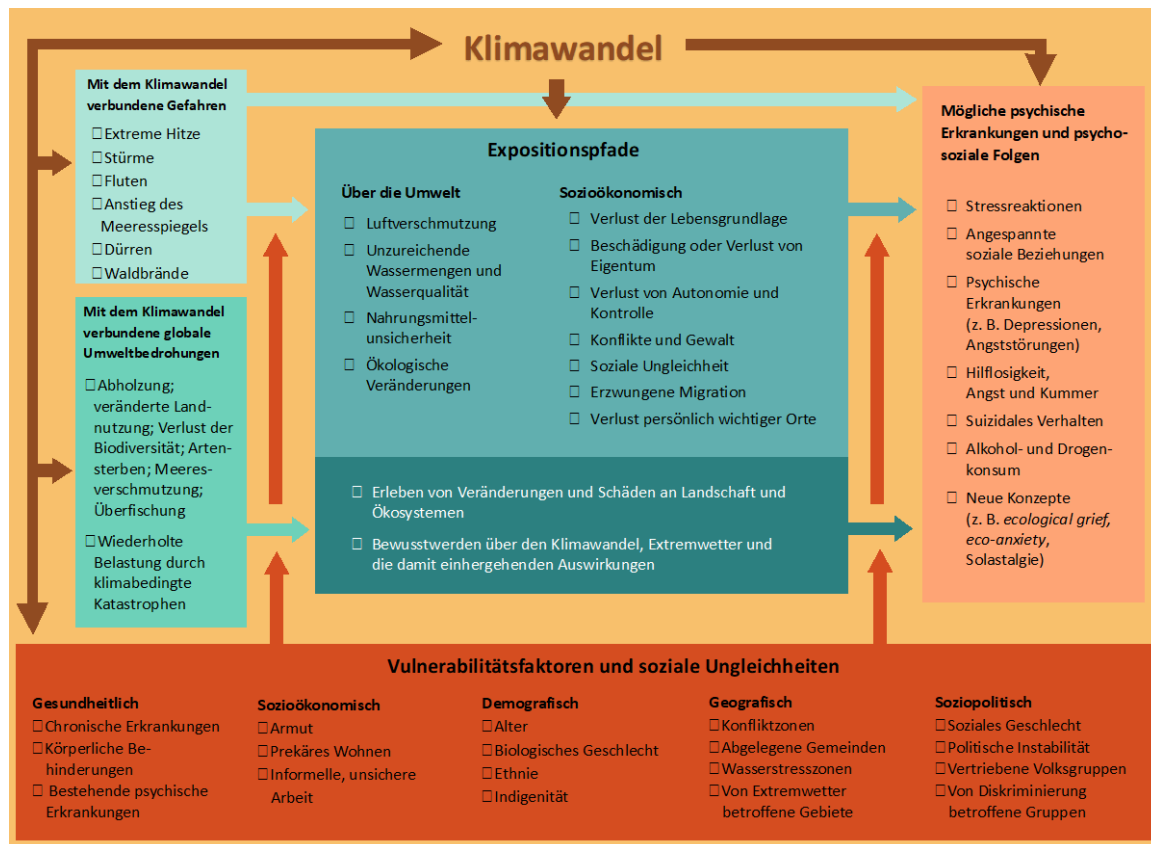 Klimawandel
Mit dem Klimawandel
verbundene Gefahren
□ Extreme Hitze
□ Stürme
□ Fluten
□ Anstieg des
Meeresspiegels
□ Dürren
□ Waldbrände
Mit dem Klimawandel
verbundene globale
Umweltbedrohungen
□ Abholzung;
veränderte Land-
nutzung; Verlust der
Biodiversität; Arten-
sterben; Meeres-
verschmutzung;
Überfischung
□ Wiederholte
Belastung durch
klimabedingte
Katastrophen
Expositionspfade
Über die Umwelt
□ Luftverschmutzung
□ Unzureichende
Wassermengen und
Wasserqualität
□ Nahrungsmittel-
unsicherheit
□ Ökologische
Veränderungen
Sozioökonomisch
□ Verlust der Lebensgrundlage
□ Beschädigung oder Verlust von
Eigentum
□ Verlust von Autonomie und
Kontrolle
□ Konflikte und Gewalt
□ Soziale Ungleichheit
□ Erzwungene Migration
□ Verlust persönlich wichtiger Orte
□ Erleben von Veränderungen und Schäden an Landschaft und
Ökosystemen
□ Bewusstwerden über den Klimawandel, Extremwetter und
die damit einhergehenden Auswirkungen
Mögliche psychische
Erkrankungen und psycho-
soziale Folgen
□ Stressreaktionen
□ Angespannte
soziale Beziehungen
□ Psychische
Erkrankungen
(z. B. Depressionen,
Angststörungen)
□ Hilflosigkeit,
Angst und Kummer
□ Suizidales Verhalten
□ Alkohol- und Drogen-
konsum
□ Neue Konzepte
(z. B. ecological grief,
eco-anxiety,
Solastalgie)
Vulnerabilitätsfaktoren und soziale Ungleichheiten
Gesundheitlich
□ Chronische Erkrankungen
□ Körperliche Be-
hinderungen
□ Bestehende psychische
Erkrankungen
Sozioökonomisch
□ Armut
□ Prekäres Wohnen
□ Informelle, unsichere
Arbeit
Demografisch
□ Alter
□ Biologisches Geschlecht
□ Ethnie
□ Indigenität
Geografisch
□ Konfliktzonen
□ Abgelegene Gemeinden
□ Wasserstresszonen
□ Von Extremwetter
betroffene Gebiete
Soziopolitisch
□ Soziales Geschlecht
□ Politische Instabilität
□ Vertriebene Volksgruppen
□ Von Diskriminierung
betroffene Gruppen